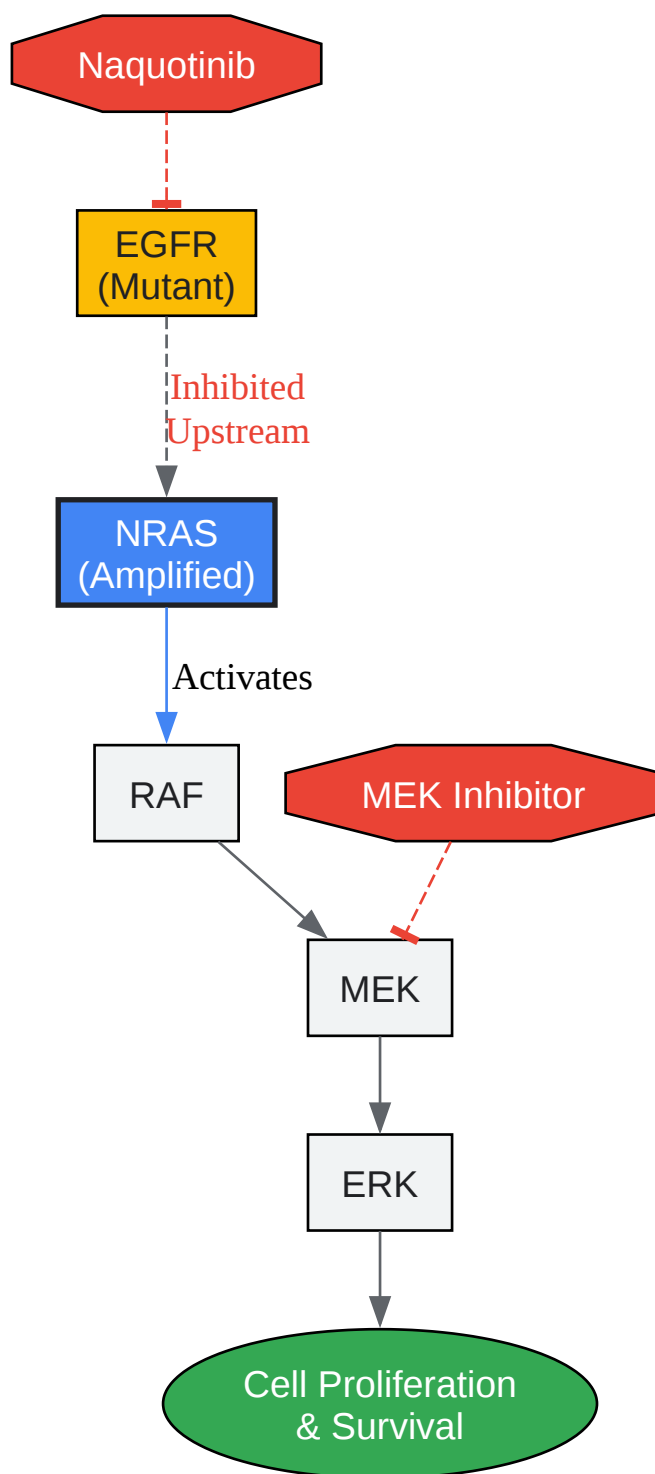 Naquotinib
EGFR
(Mutant)
Inhibited
Upstream
NRAS
(Amplified)
Activates
RAF
MEK Inhibitor
MEK
ERK
Cell Proliferation
& Survival